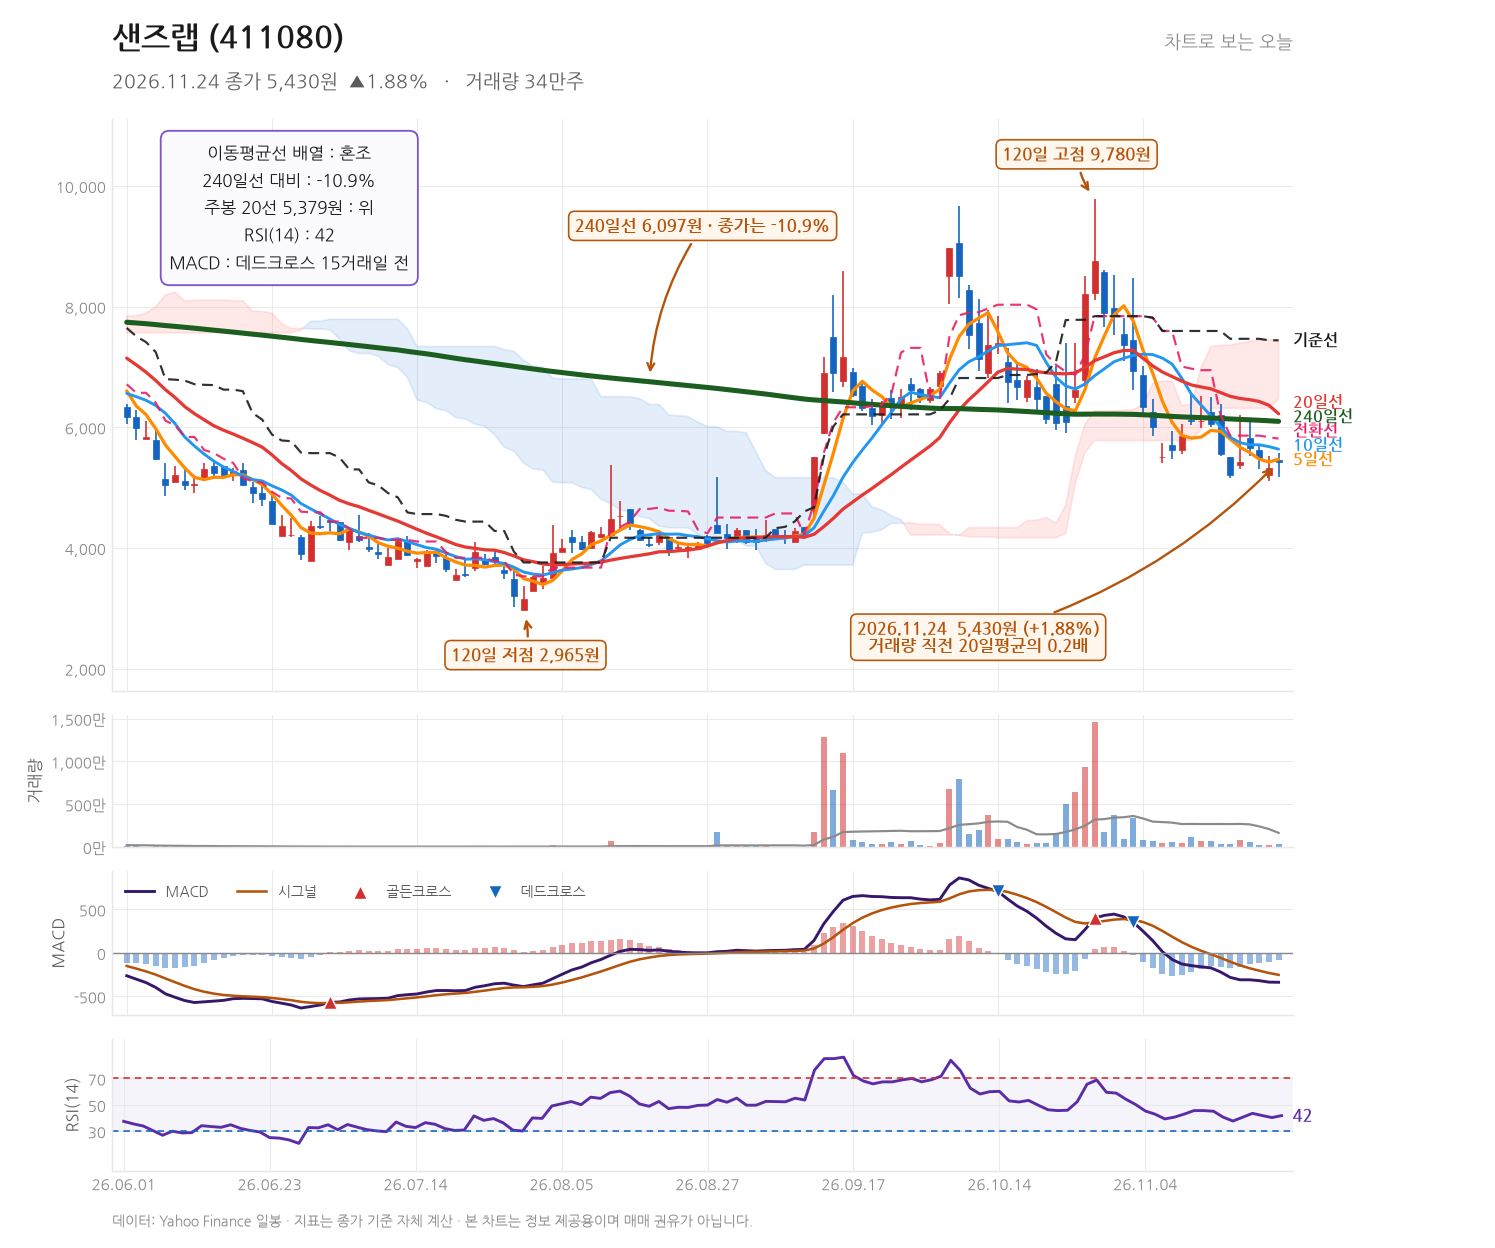 샌즈랩 (411080)
차트로 보는 오늘
2026.11.24 종가 5,430원 ▲1.88% · 거래량 34만주
이동평균선 배열 : 혼조
240일선 대비 : -10.9%
주봉 20선 5,379원 : 위
RSI(14) : 42
MACD : 데드크로스 15거래일 전
120일 고점 9,780원
240일선 6,097원 · 종가는 -10.9%
10,000
8,000
6,000
4,000
2,000
기준선
20일선
240일선
전환선
10일선
5일선
2026.11.24 5,430원 (+1.88%)
거래량 직전 20일평균의 0.2배
120일 저점 2,965원
거래량
1,500만
1,000만
500만
0만
MACD
MACD
시그널
▲ 골든크로스
▼ 데드크로스
500
0
-500
RSI(14)
70
50
30
42
26.06.01
26.06.23
26.07.14
26.08.05
26.08.27
26.09.17
26.10.14
26.11.04
데이터: Yahoo Finance 일봉 · 지표는 종가 기준 자체 계산 · 본 차트는 정보 제공용이며 매매 권유가 아닙니다.